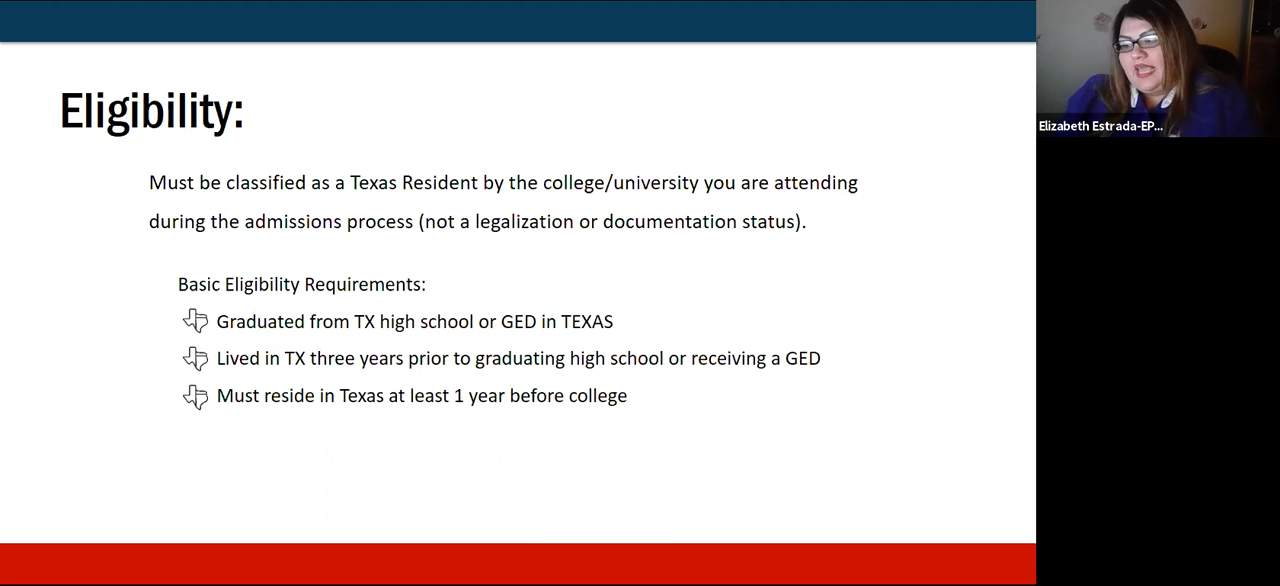 Eligibility:
Must be classified as a Texas Resident by the college/university you are attending
during the admissions process (not a legalization or documentation status).
Basic Eligibility Requirements:
Graduated from TX high school or GED in TEXAS
Lived in TX three years prior to graduating high school or receiving a GED
Must reside in Texas at least 1 year before college
Elizabeth Estrada-EP...